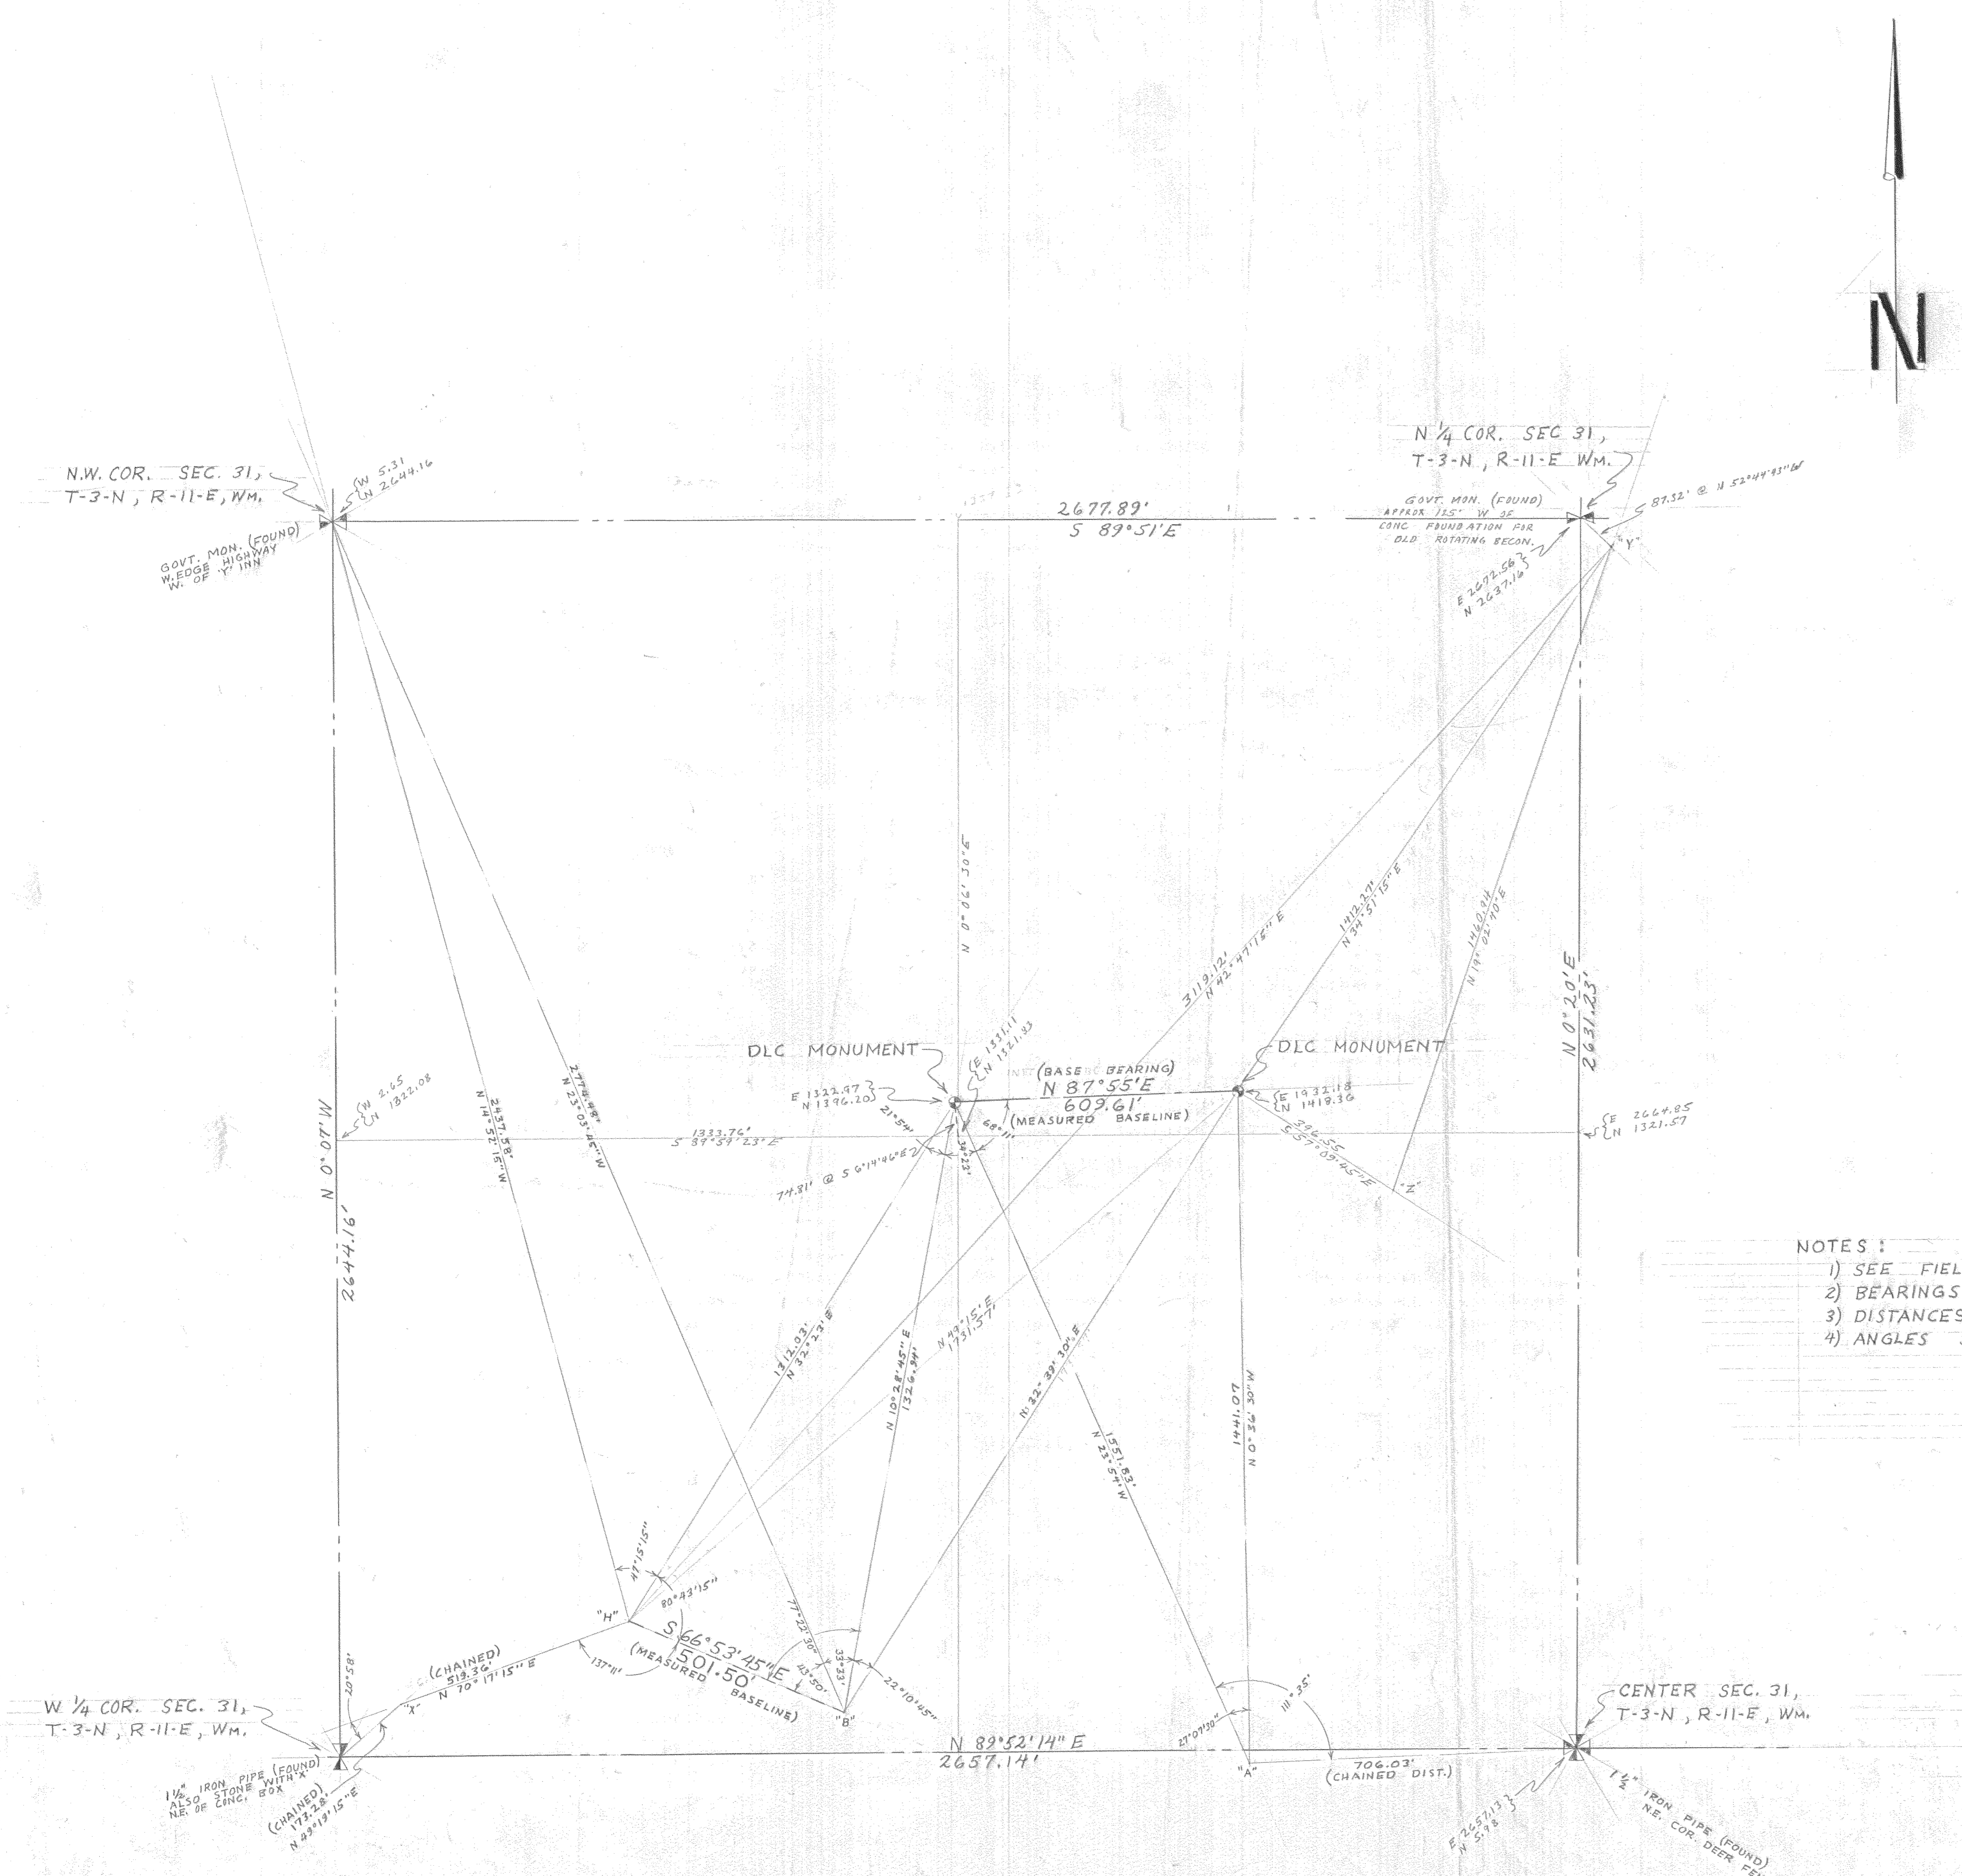 N
N.W. COR. SEC. 31,
T-3-N, R-11-E, WM.
W 5.31
N 2644.16
GOVT. MON. (FOUND)
W. EDGE HIGHWAY
W. OF 'Y' INN
2677.89'
S 89°51'E
N 1/4 COR. SEC 31,
T-3-N, R-11-E WM.
GOVT. MON. (FOUND)
APPROX 125' W OF
CONC FOUNDATION FOR
OLD ROTATING BECON.
87.52' @ N 52°44'43"W
"Y"
E 2672.56
N 2637.16
N 0°06'30"E
3119.12'
N 42°47'15"E
1412.27'
N 34°51'15"E
1460.94
N 19°02'40"E
N 0°20'E
2631.23'
N 0°07'W
2644.16'
W 2.65
N 1322.08
2437.58'
N 14°52'15"W
2774.48'
N 23°03'45"W
DLC MONUMENT
E 1322.97
N 1396.20
E 1331.11
N 1321.83
(BASE BEARING)
N 87°55'E
609.61'
(MEASURED BASELINE)
DLC MONUMENT
E 1932.18
N 1418.36
396.55
S 57°09'45"E
"Z"
E 2664.85
N 1321.57
1333.76'
S 89°59'23"E
21°54'
34°23'
68°11'
74.81' @ S 6°14'46"E
NOTES:
1) SEE FIEL
2) BEARINGS
3) DISTANCES
4) ANGLES
1312.03'
N 32°23'E
N 10°28'45"E
1326.94'
N 49°15'E
1731.57'
N 32°39'30"E
1551.83'
N 23°54'W
1441.07
N 0°36'30"W
47°15'15"
80°43'15"
"H"
137°11'
S 66°53'45"E
501.50'
(MEASURED BASELINE)
77°22'30"
43°50'
33°23'
22°10'45"
"B"
(CHAINED)
519.36'
N 70°17'15"E
20°58'
"X"
W 1/4 COR. SEC. 31,
T-3-N, R-11-E, WM.
1 1/2" IRON PIPE (FOUND)
ALSO STONE WITH 'X'
N.E. OF CONC. BOX
(CHAINED)
173.28'
N 49°19'15"E
N 89°52'14"E
2657.14'
27°07'30"
111°35'
"A"
706.03'
(CHAINED DIST.)
CENTER SEC. 31,
T-3-N, R-11-E, WM.
E 2657.13
N 5.98
1 1/2" IRON PIPE (FOUND)
N.E. COR. DEER FE